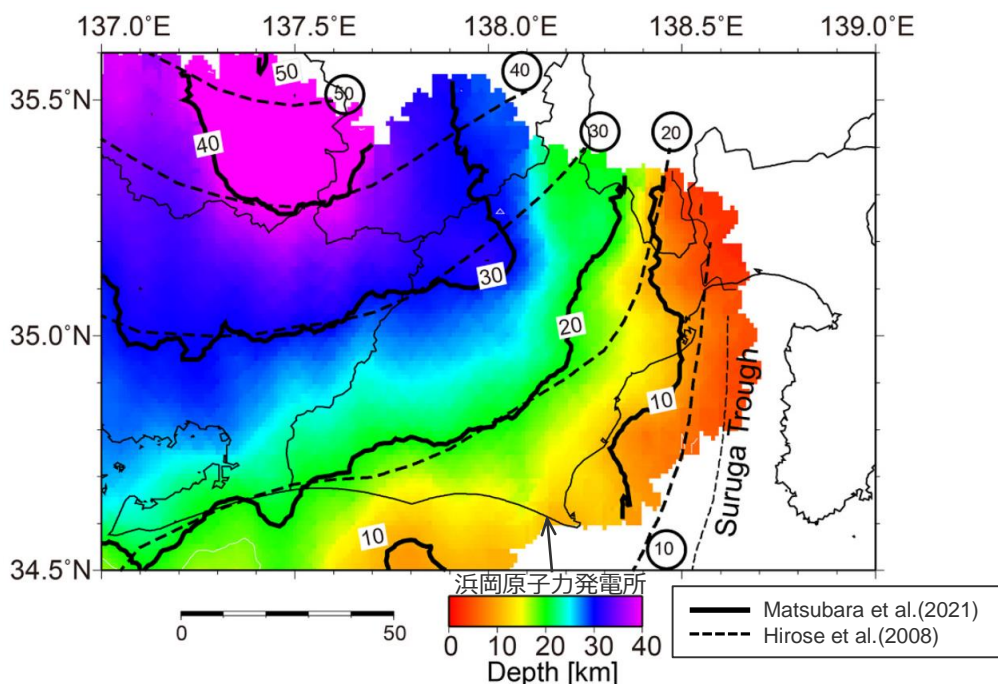 137.0°E 137.5°E 138.0°E 138.5°E 139.0°E
50
50
40
40
30
20
35.5°N
30
20
35.0°N
10
Suruga Trough
10
10
34.5°N
浜岡原子力発電所
0 50
0 10 20 30 40
Depth [km]
Matsubara et al.(2021)
Hirose et al.(2008)